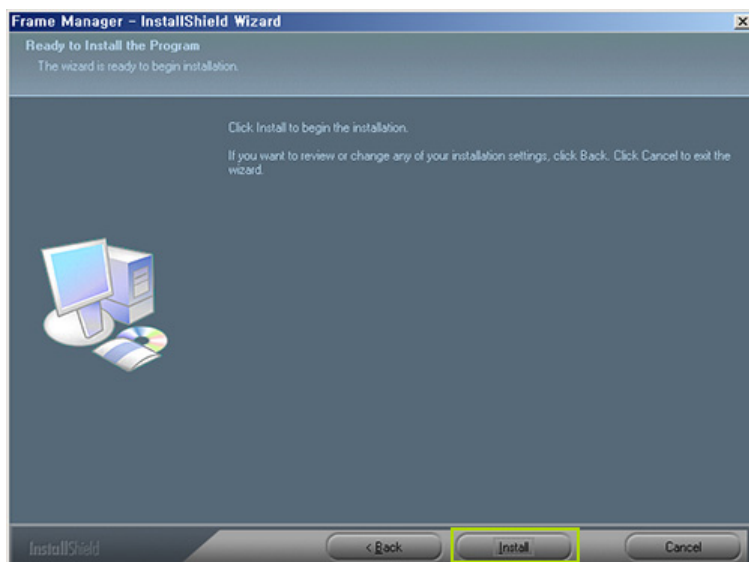 Frame Manager - InstallShield Wizard
Ready to Install the Program
The wizard is ready to begin installation.
Click Install to begin the installation.
If you want to review or change any of your installation settings, click Back. Click Cancel to exit the
wizard.
InstallShield
< Back
Install
Cancel